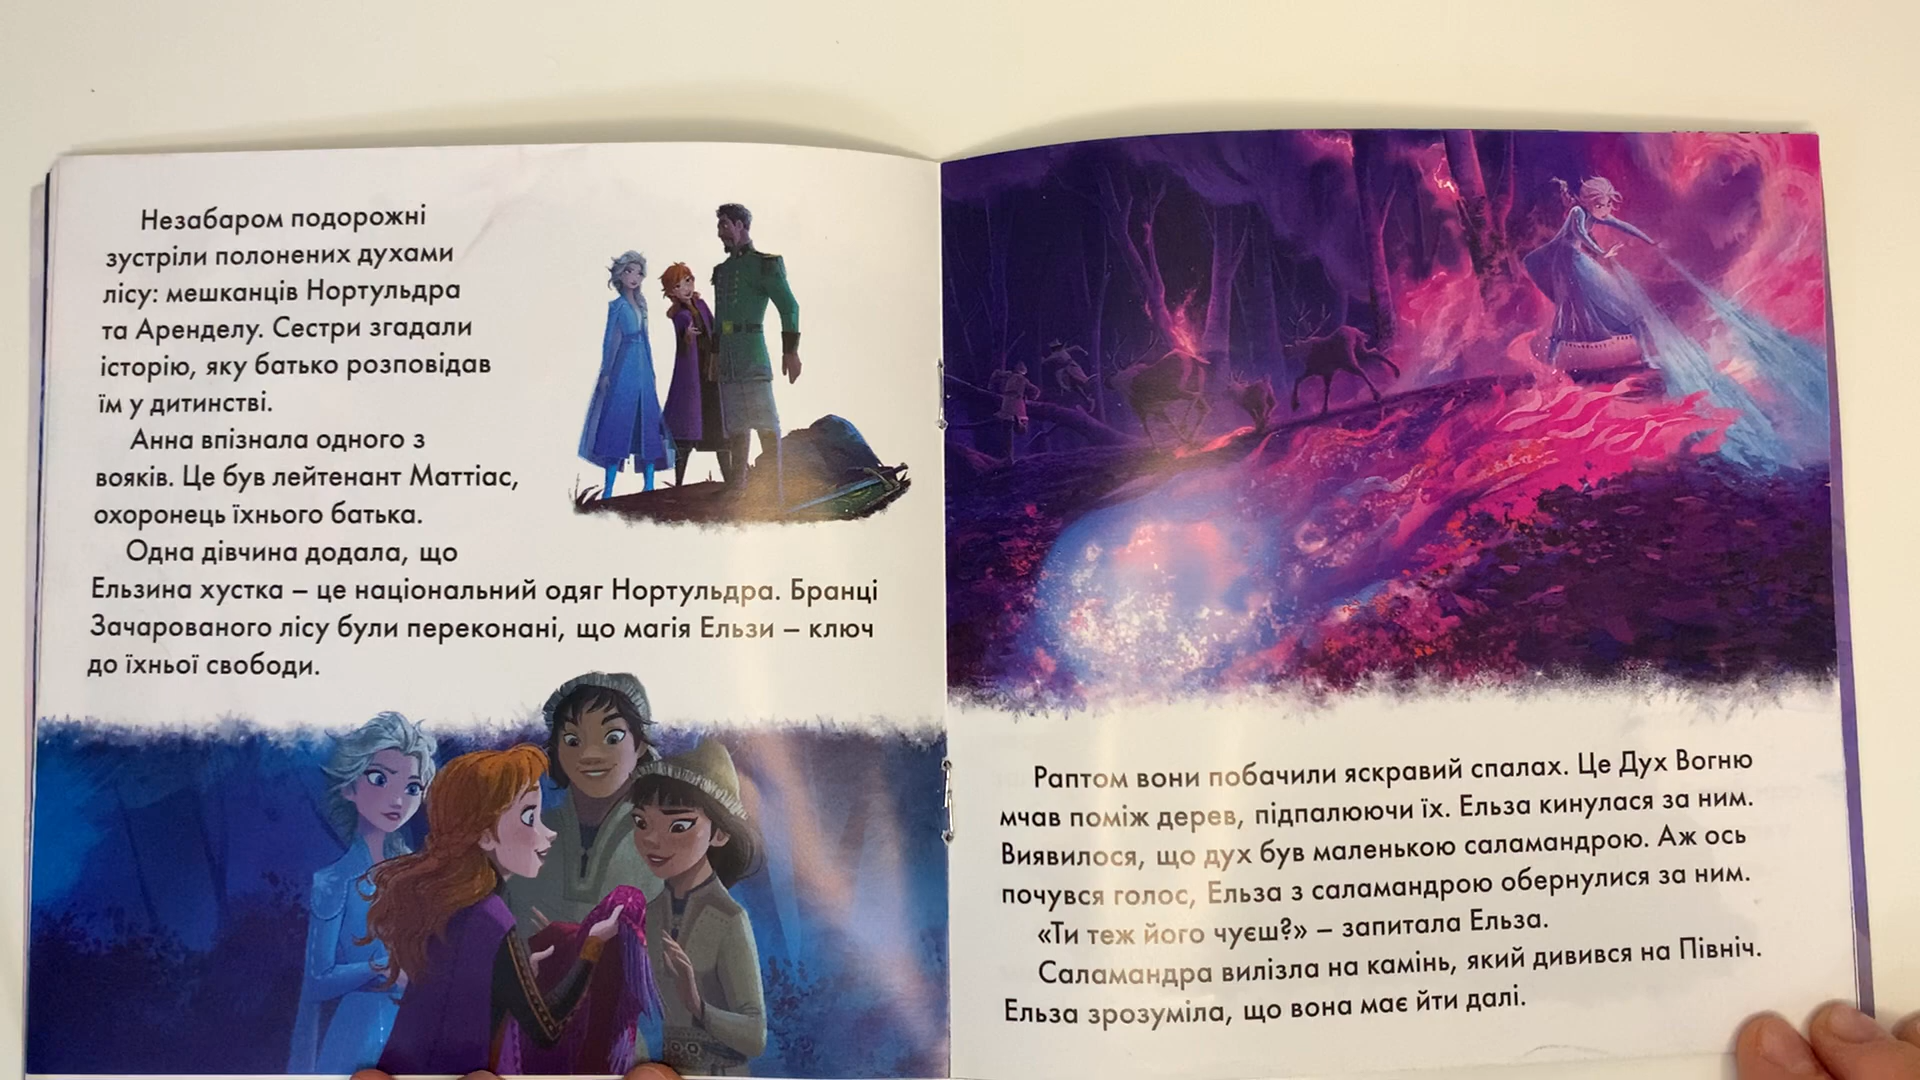 Незабаром подорожні
зустріли полонених духами
лісу: мешканців Нортульдра
та Аренделу. Сестри згадали
історію, яку батько розповідав
їм у дитинстві.
Анна впізнала одного з
вояків. Це був лейтенант Маттіас,
охоронець їхнього батька.
Одна дівчина додала, що
Ельзина хустка – це національний одяг Нортульдра. Бранці
Зачарованого лісу були переконані, що магія Ельзи – ключ
до їхньої свободи.
Раптом вони побачили яскравий спалах. Це Дух Вогню
мчав поміж дерев, підпалюючи їх. Ельза кинулася за ним.
Виявилося, що дух був маленькою саламандрою. Аж ось
почувся голос, Ельза з саламандрою обернулися за ним.
«Ти теж його чуєш?» – запитала Ельза.
Саламандра вилізла на камінь, який дивився на Північ.
Ельза зрозуміла, що вона має йти далі.